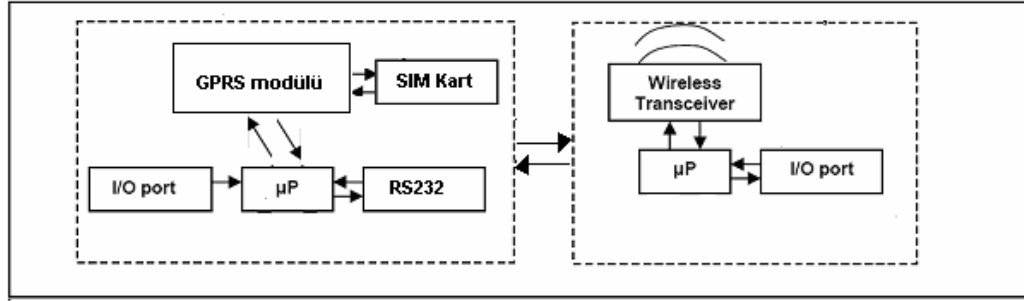 GPRS modülü
SIM Kart
I/O port
µP
RS232
Wireless
Transceiver
µP
I/O port